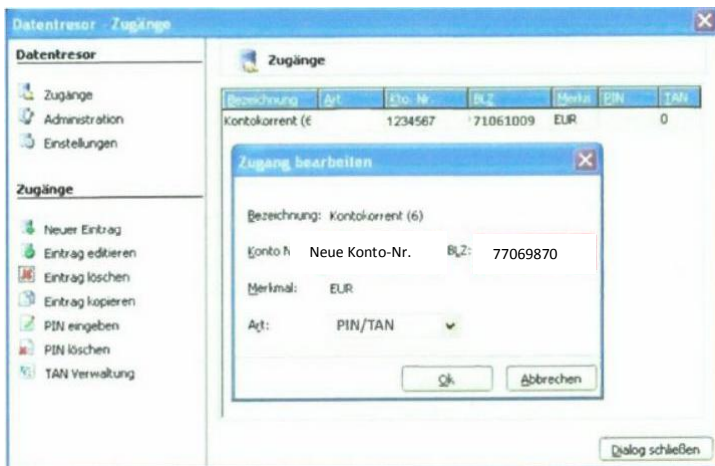 Datentresor - Zugänge
Datentresor
Zugänge
Administration
Einstellungen
Zugänge
Neuer Eintrag
Eintrag editieren
Eintrag löschen
Eintrag kopieren
PIN eingeben
PIN löschen
TAN Verwaltung
Zugänge
Bezeichnung Art Kto. Nr. BLZ Merkm PIN TAN
Kontokorrent (6 1234567 71061009 EUR 0
Zugang bearbeiten
Bezeichnung: Kontokorrent (6)
Konto N Neue Konto-Nr. BLZ: 77069870
Merkmal: EUR
Art: PIN/TAN
Ok Abbrechen
Dialog schließen